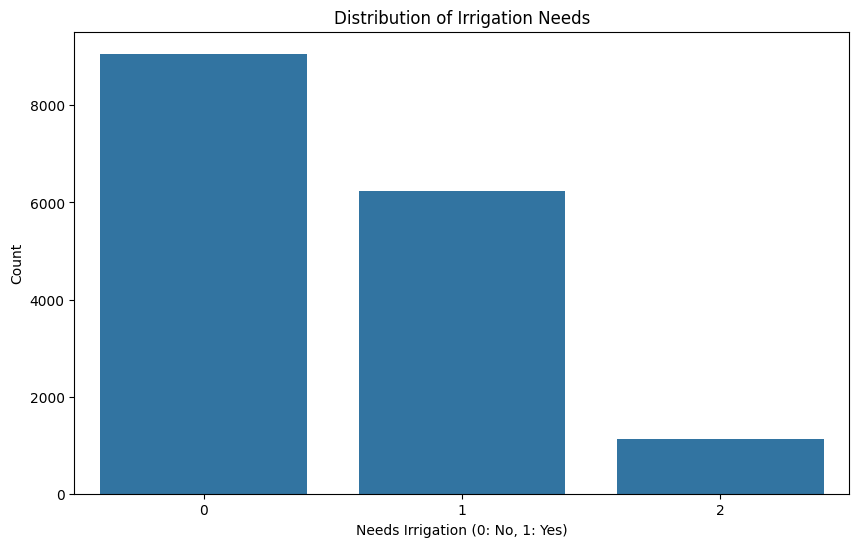 Distribution of Irrigation Needs
8000
6000
4000
2000
0
Count
0 1 2
Needs Irrigation (0: No, 1: Yes)